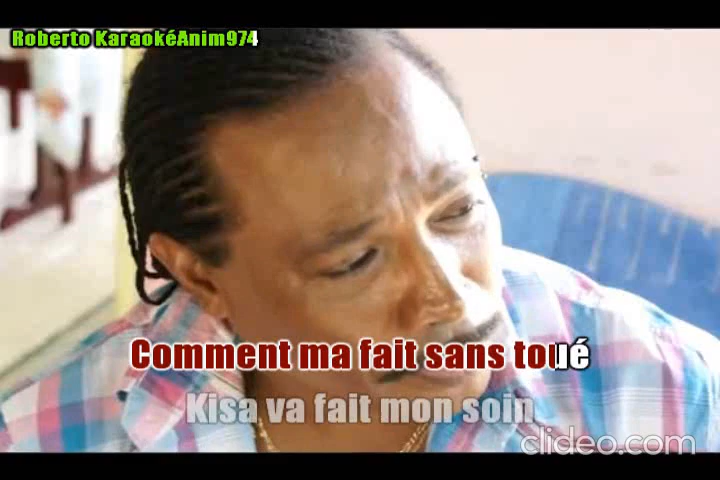 Roberto KaraokéAnim974
Comment ma fait sans toué
Kisa va fait mon soin
clideo.com